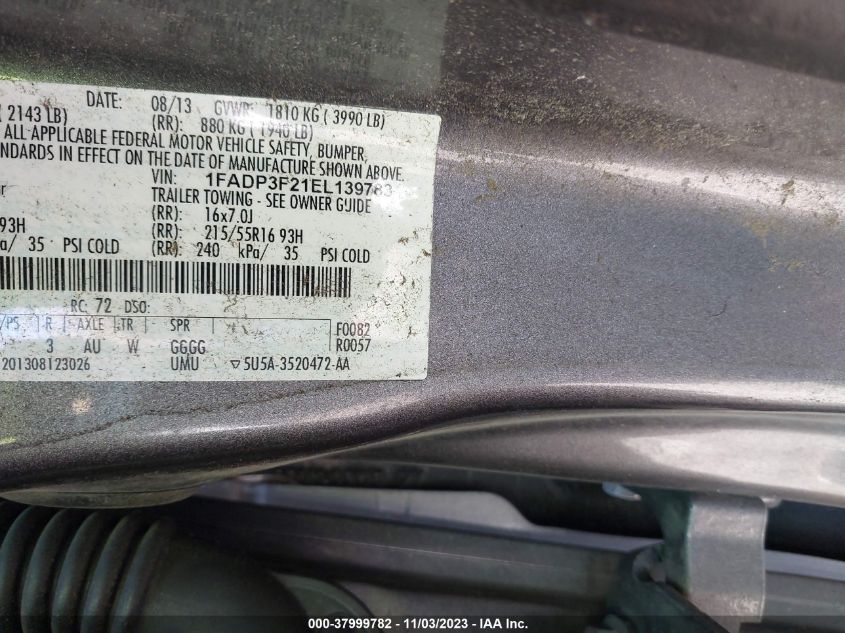 DATE: 08/13 GVWR: 1810 KG ( 3990 LB)
( 2143 LB) (RR): 880 KG ( 1940 LB)
ALL APPLICABLE FEDERAL MOTOR VEHICLE SAFETY, BUMPER,
NDARDS IN EFFECT ON THE DATE OF MANUFACTURE SHOWN ABOVE.
VIN: 1FADP3F21EL139783
r TRAILER TOWING - SEE OWNER GUIDE
(RR): 16x7.0J
93H (RR): 215/55R16 93H
a/ 35 PSI COLD (RR): 240 kPa/ 35 PSI COLD
RC: 72 DSO:
/PS R AXLE TR SPR F0082
3 AU W GGGG R0057
201308123026 UMU ▽ 5U5A-3520472-AA
000-37999782 - 11/03/2023 - IAA Inc.